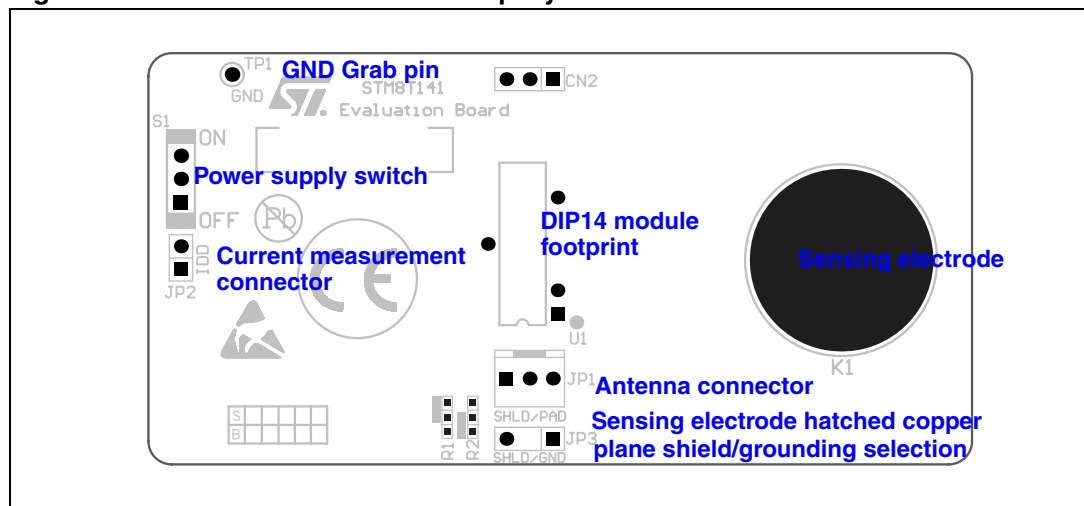 TP1
GND Grab pin
GND
STM8T141
Evaluation Board
CN2
S1
ON
Power supply switch
OFF
Pb
IDD
JP2
Current measurement
connector
CE
DIP14 module
footprint
U1
Sensing electrode
K1
JP1
Antenna connector
SHLD/PAD
Sensing electrode hatched copper
plane shield/grounding selection
JP3
SHLD/GND
S
B
R1
R2